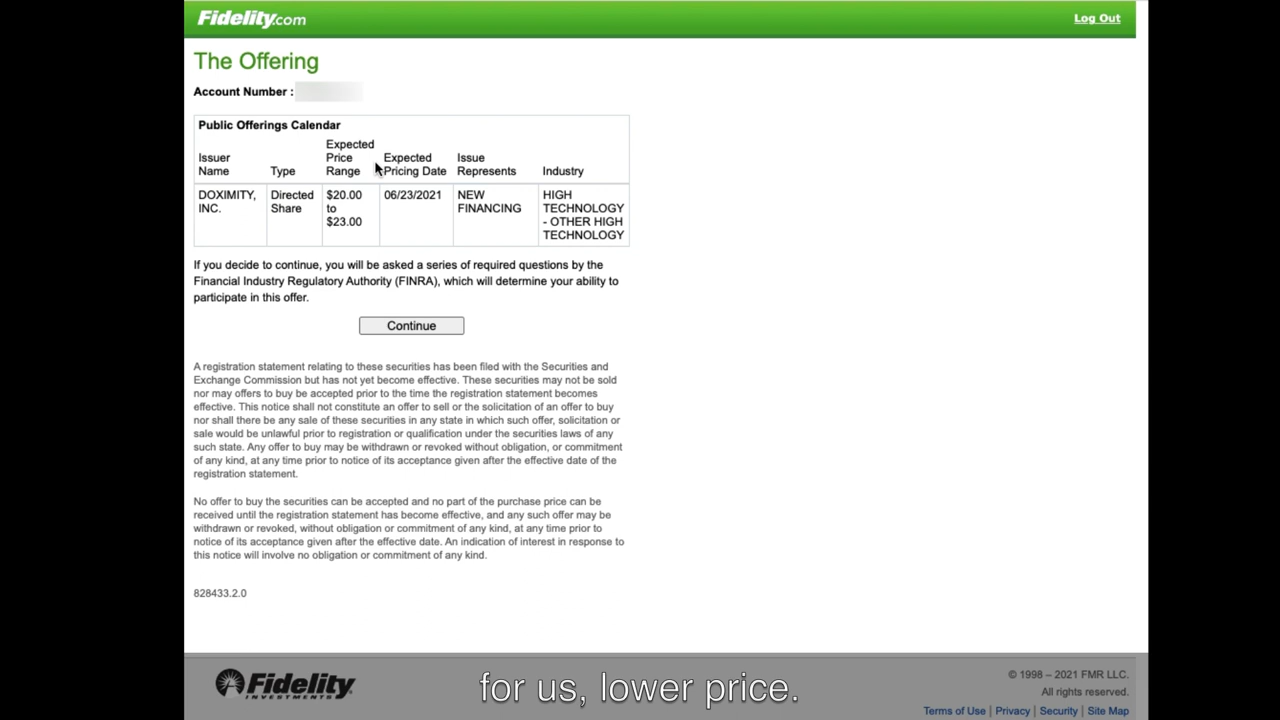 Fidelity.com
Log Out
The Offering
Account Number :
Public Offerings Calendar
Issuer Name
Type
Expected Price Range
Expected Pricing Date
Issue Represents
Industry
DOXIMITY, INC.
Directed Share
$20.00 to $23.00
06/23/2021
NEW FINANCING
HIGH TECHNOLOGY - OTHER HIGH TECHNOLOGY
If you decide to continue, you will be asked a series of required questions by the
Financial Industry Regulatory Authority (FINRA), which will determine your ability to
participate in this offer.
Continue
A registration statement relating to these securities has been filed with the Securities and
Exchange Commission but has not yet become effective. These securities may not be sold
nor may offers to buy be accepted prior to the time the registration statement becomes
effective. This notice shall not constitute an offer to sell or the solicitation of an offer to buy
nor shall there be any sale of these securities in any state in which such offer, solicitation or
sale would be unlawful prior to registration or qualification under the securities laws of any
such state. Any offer to buy may be withdrawn or revoked without obligation, or commitment
of any kind, at any time prior to notice of its acceptance given after the effective date of the
registration statement.
No offer to buy the securities can be accepted and no part of the purchase price can be
received until the registration statement has become effective, and any such offer may be
withdrawn or revoked, without obligation or commitment of any kind, at any time prior to
notice of its acceptance given after the effective date. An indication of interest in response to
this notice will involve no obligation or commitment of any kind.
828433.2.0
Fidelity
INVESTMENTS
for us, lower price.
© 1998 – 2021 FMR LLC.
All rights reserved.
Terms of Use | Privacy | Security | Site Map